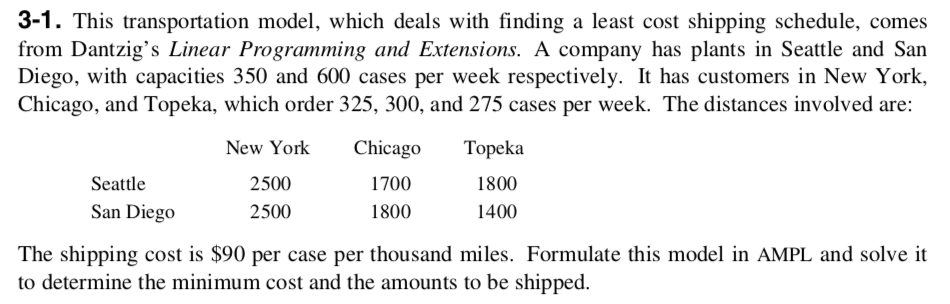 3-1. This transportation model, which deals with finding a least cost shipping schedule, comes
from Dantzig's Linear Programming and Extensions. A company has plants in Seattle and San
Diego, with capacities 350 and 600 cases per week respectively. It has customers in New York,
Chicago, and Topeka, which order 325, 300, and 275 cases per week. The distances involved are:
New York Chicago Topeka
Seattle 2500 1700 1800
San Diego 2500 1800 1400
The shipping cost is $90 per case per thousand miles. Formulate this model in AMPL and solve it
to determine the minimum cost and the amounts to be shipped.